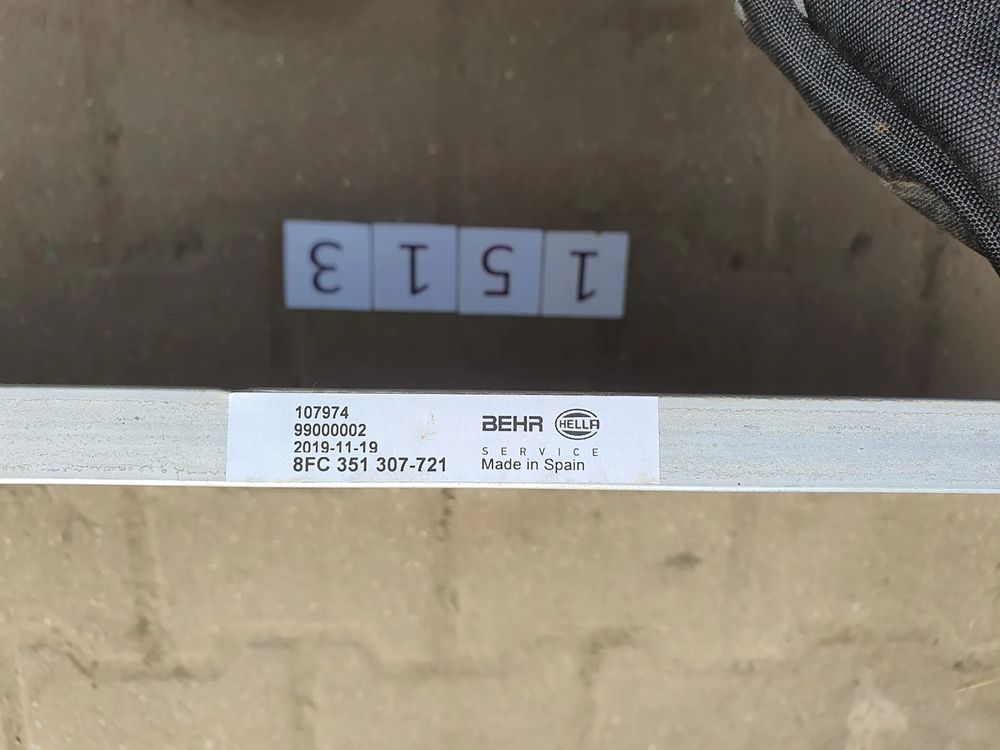 1513
107974
99000002
2019-11-19
8FC 351 307-721
BEHR HELLA
SERVICE
Made in Spain